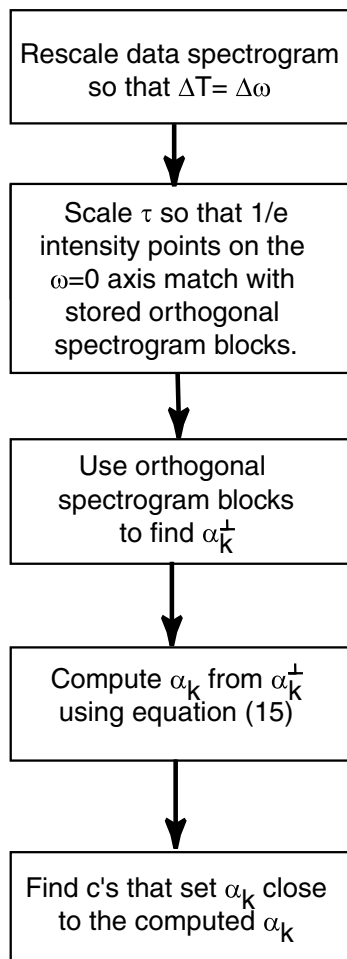 Rescale data spectrogram
so that ΔT= Δω
Scale τ so that 1/e
intensity points on the
ω=0 axis match with
stored orthogonal
spectrogram blocks.
Use orthogonal
spectrogram blocks
to find α⊥k
Compute αk from α⊥k
using equation (15)
Find c's that set αk close
to the computed αk